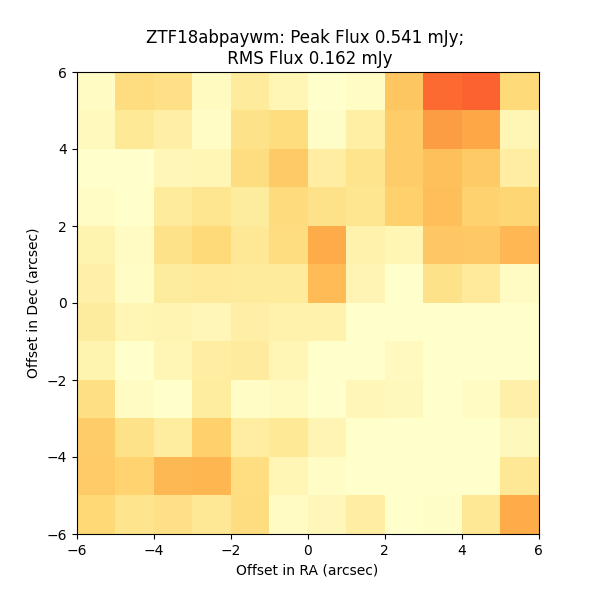 ZTF18abpaywm: Peak Flux 0.541 mJy;
RMS Flux 0.162 mJy
6
4
2
0
−2
−4
−6
Offset in Dec (arcsec)
−6 −4 −2 0 2 4 6
Offset in RA (arcsec)